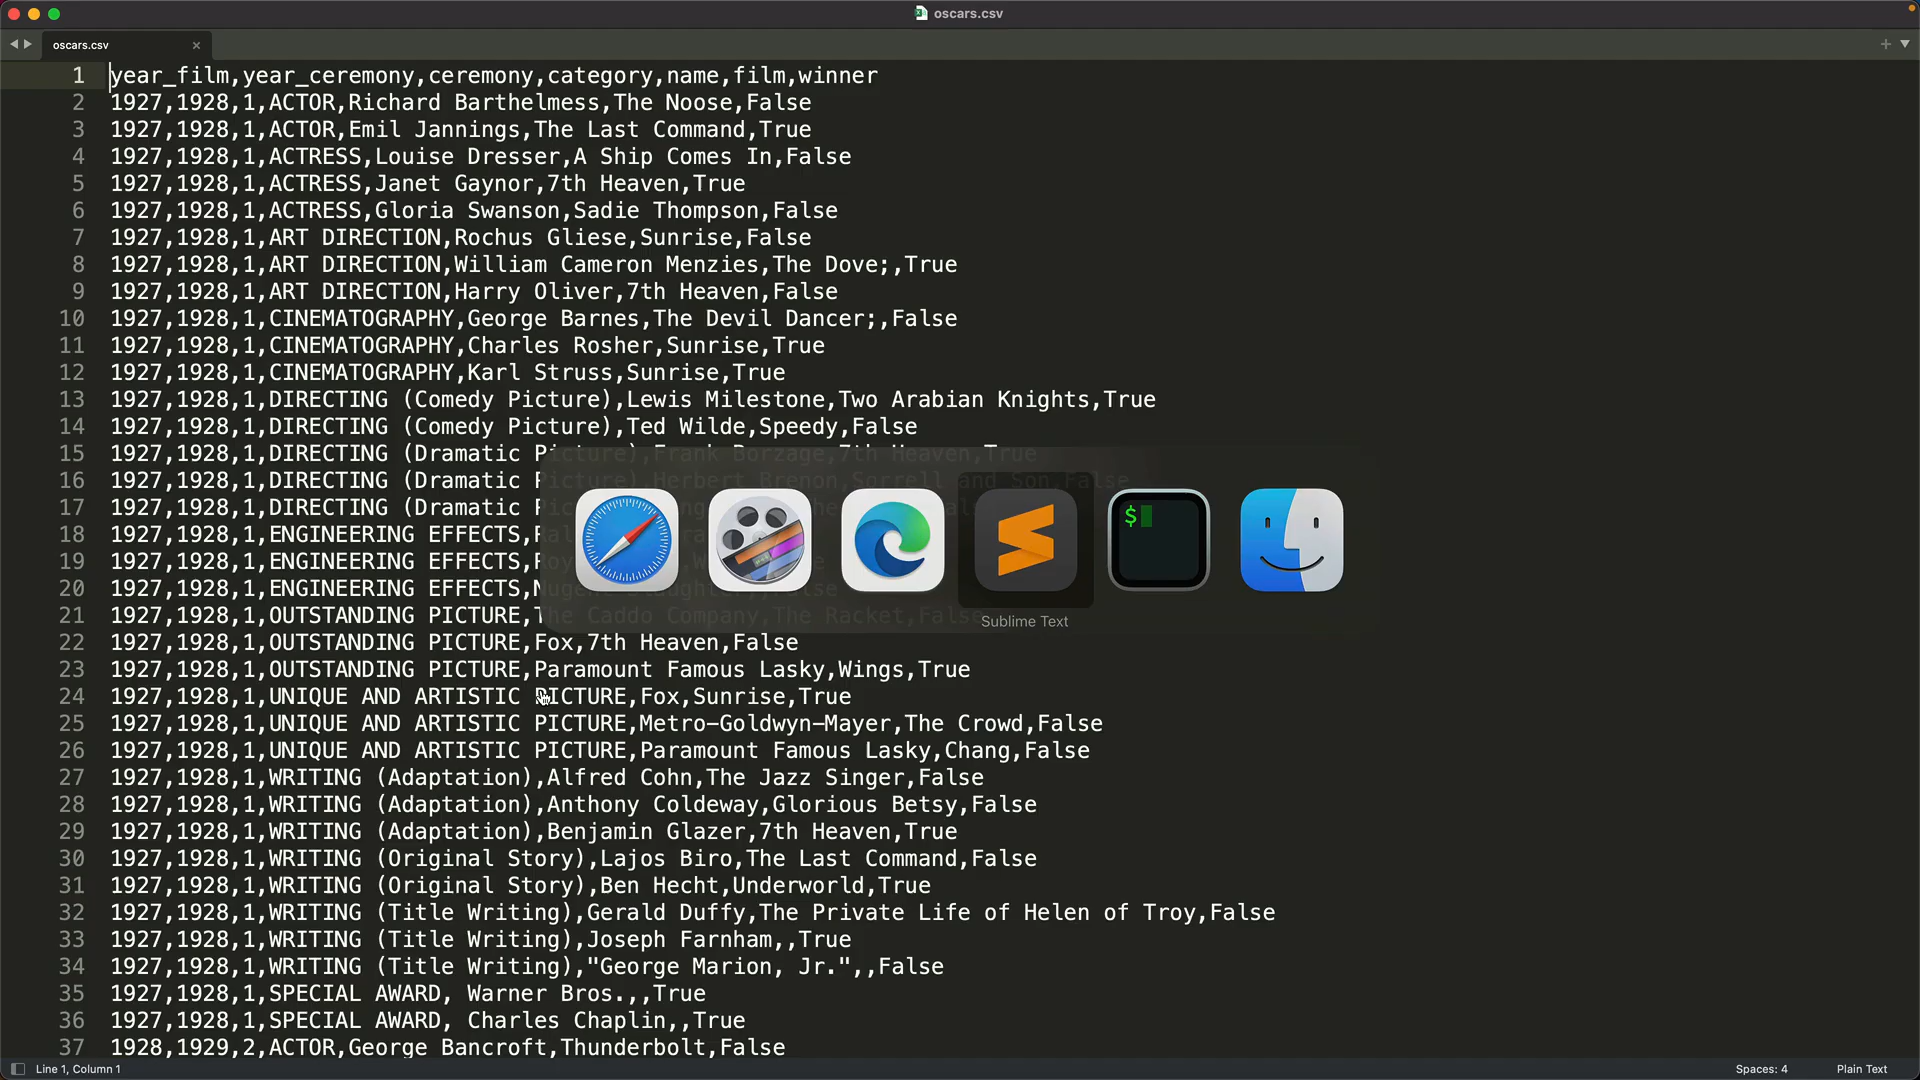 oscars.csv
oscars.csv
1 year_film,year_ceremony,ceremony,category,name,film,winner
2 1927,1928,1,ACTOR,Richard Barthelmess,The Noose,False
3 1927,1928,1,ACTOR,Emil Jannings,The Last Command,True
4 1927,1928,1,ACTRESS,Louise Dresser,A Ship Comes In,False
5 1927,1928,1,ACTRESS,Janet Gaynor,7th Heaven,True
6 1927,1928,1,ACTRESS,Gloria Swanson,Sadie Thompson,False
7 1927,1928,1,ART DIRECTION,Rochus Gliese,Sunrise,False
8 1927,1928,1,ART DIRECTION,William Cameron Menzies,The Dove;,True
9 1927,1928,1,ART DIRECTION,Harry Oliver,7th Heaven,False
10 1927,1928,1,CINEMATOGRAPHY,George Barnes,The Devil Dancer;,False
11 1927,1928,1,CINEMATOGRAPHY,Charles Rosher,Sunrise,True
12 1927,1928,1,CINEMATOGRAPHY,Karl Struss,Sunrise,True
13 1927,1928,1,DIRECTING (Comedy Picture),Lewis Milestone,Two Arabian Knights,True
14 1927,1928,1,DIRECTING (Comedy Picture),Ted Wilde,Speedy,False
15 1927,1928,1,DIRECTING (Dramatic Picture),Frank Borzage,7th Heaven,True
16 1927,1928,1,DIRECTING (Dramatic Picture),Herbert Brenon,Sorrell and Son,False
17 1927,1928,1,DIRECTING (Dramatic
18 1927,1928,1,ENGINEERING EFFECTS,
19 1927,1928,1,ENGINEERING EFFECTS,
20 1927,1928,1,ENGINEERING EFFECTS,
21 1927,1928,1,OUTSTANDING PICTURE,The Caddo Company,The Racket,False
22 1927,1928,1,OUTSTANDING PICTURE,Fox,7th Heaven,False
23 1927,1928,1,OUTSTANDING PICTURE,Paramount Famous Lasky,Wings,True
24 1927,1928,1,UNIQUE AND ARTISTIC PICTURE,Fox,Sunrise,True
25 1927,1928,1,UNIQUE AND ARTISTIC PICTURE,Metro-Goldwyn-Mayer,The Crowd,False
26 1927,1928,1,UNIQUE AND ARTISTIC PICTURE,Paramount Famous Lasky,Chang,False
27 1927,1928,1,WRITING (Adaptation),Alfred Cohn,The Jazz Singer,False
28 1927,1928,1,WRITING (Adaptation),Anthony Coldeway,Glorious Betsy,False
29 1927,1928,1,WRITING (Adaptation),Benjamin Glazer,7th Heaven,True
30 1927,1928,1,WRITING (Original Story),Lajos Biro,The Last Command,False
31 1927,1928,1,WRITING (Original Story),Ben Hecht,Underworld,True
32 1927,1928,1,WRITING (Title Writing),Gerald Duffy,The Private Life of Helen of Troy,False
33 1927,1928,1,WRITING (Title Writing),Joseph Farnham,,True
34 1927,1928,1,WRITING (Title Writing),"George Marion, Jr.",,False
35 1927,1928,1,SPECIAL AWARD, Warner Bros.,,True
36 1927,1928,1,SPECIAL AWARD, Charles Chaplin,,True
37 1928,1929,2,ACTOR,George Bancroft,Thunderbolt,False
$
Sublime Text
Line 1, Column 1
Spaces: 4
Plain Text